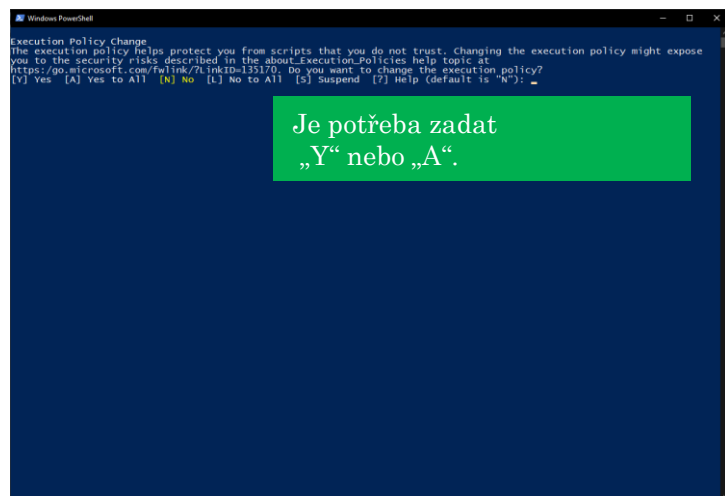 Windows PowerShell
Execution Policy Change
The execution policy helps protect you from scripts that you do not trust. Changing the execution policy might expose
you to the security risks described in the about_Execution_Policies help topic at
https:/go.microsoft.com/fwlink/?LinkID=135170. Do you want to change the execution policy?
[Y] Yes  [A] Yes to All  [N] No  [L] No to All  [S] Suspend  [?] Help (default is "N"): _
Je potřeba zadat
„Y“ nebo „A“.